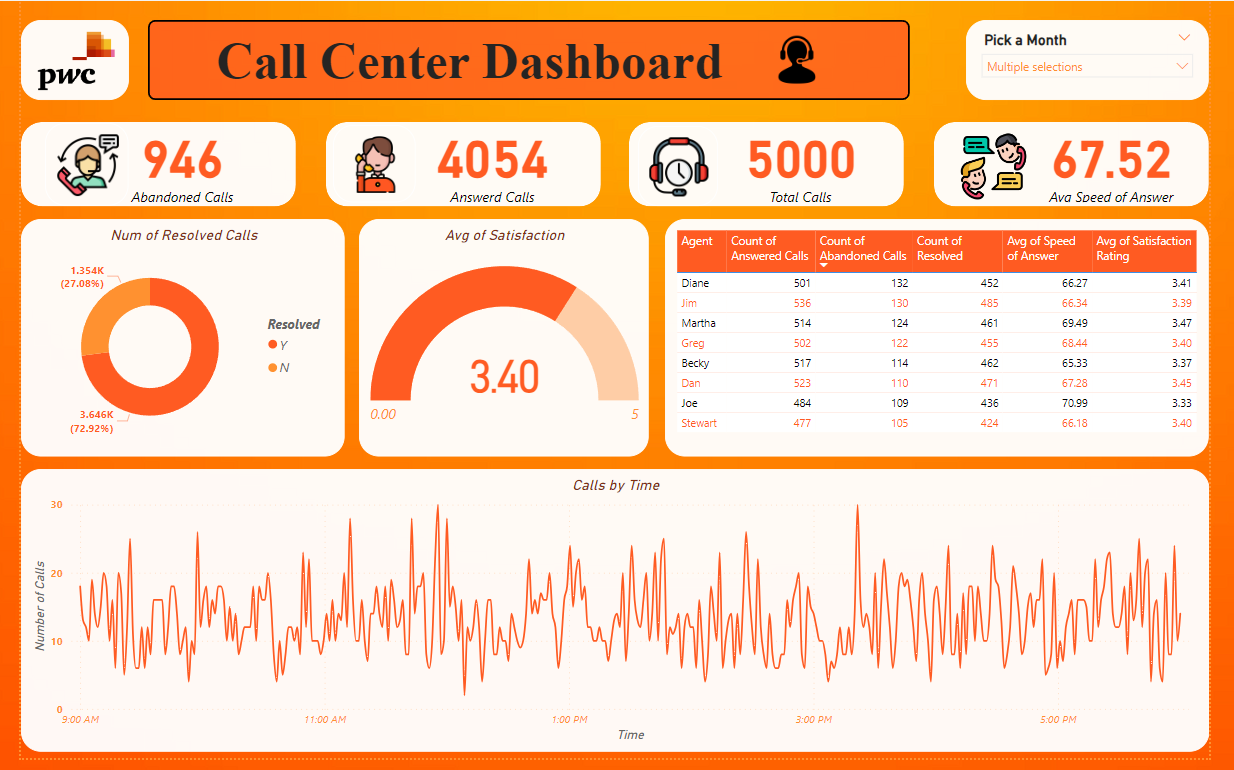 pwc
Call Center Dashboard
Pick a Month
Multiple selections
946
Abandoned Calls
4054
Answerd Calls
5000
Total Calls
67.52
Avg Speed of Answer
Num of Resolved Calls
1.354K
(27.08%)
3.646K
(72.92%)
Resolved
Y
N
Avg of Satisfaction
3.40
0.00 5
Agent Count of Answered Calls Count of Abandoned Calls Count of Resolved Avg of Speed of Answer Avg of Satisfaction Rating
Diane 501 132 452 66.27 3.41
Jim 536 130 485 66.34 3.39
Martha 514 124 461 69.49 3.47
Greg 502 122 455 68.44 3.40
Becky 517 114 462 65.33 3.37
Dan 523 110 471 67.28 3.45
Joe 484 109 436 70.99 3.33
Stewart 477 105 424 66.18 3.40
Calls by Time
Number of Calls
30
20
10
0
9:00 AM 11:00 AM 1:00 PM 3:00 PM 5:00 PM
Time